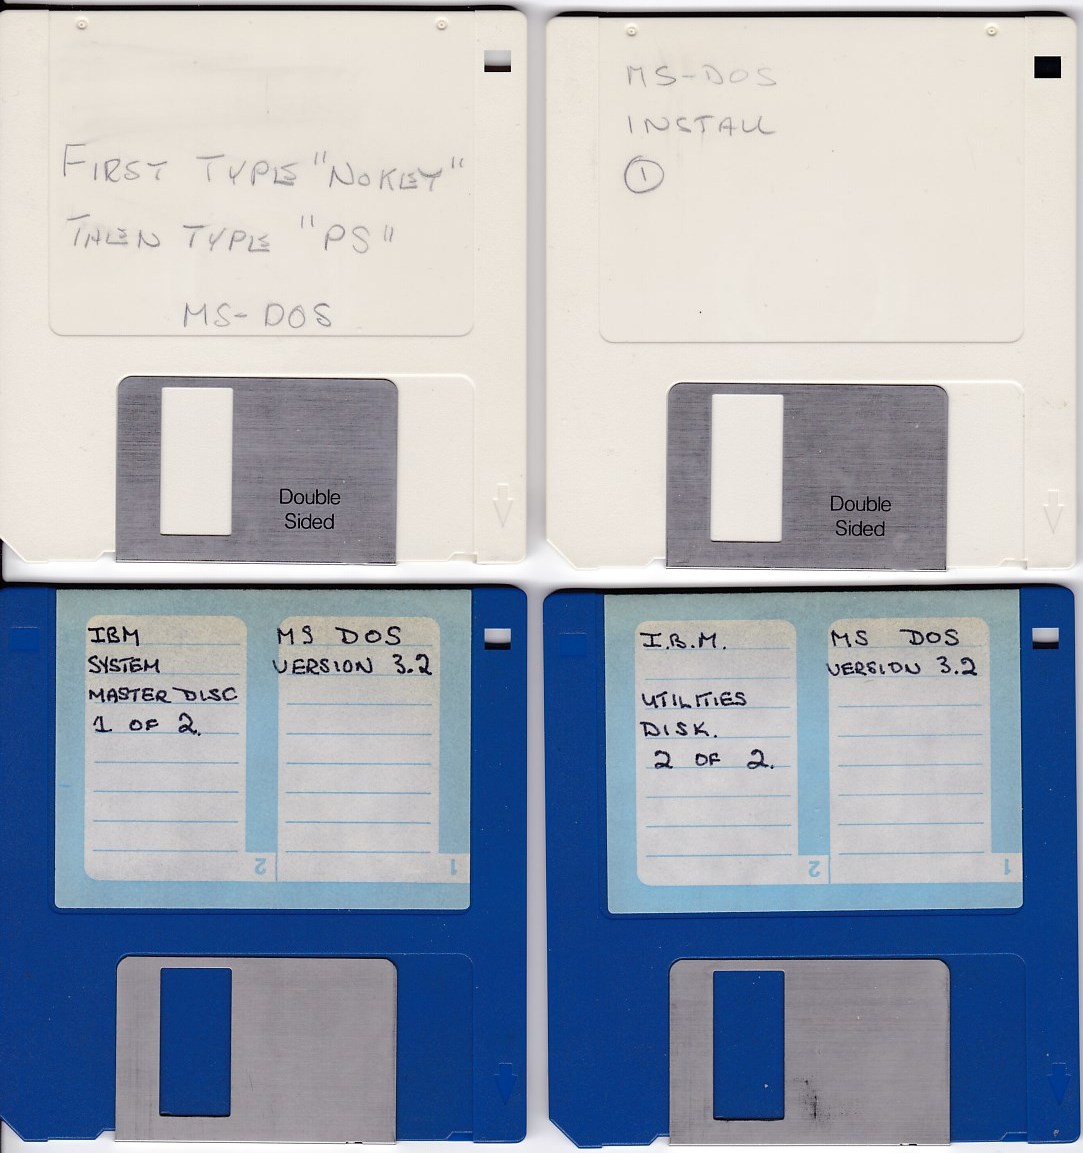 FIRST TYPE "NOKEY"
THEN TYPE "PS"
MS-DOS
Double
Sided
MS-DOS
INSTALL
1
Double
Sided
IBM
SYSTEM
MASTER DISC
1 OF 2.
MS DOS
VERSION 3.2
2
1
I.B.M.
UTILITIES
DISK.
2 OF 2.
MS DOS
VERSION 3.2
2
1